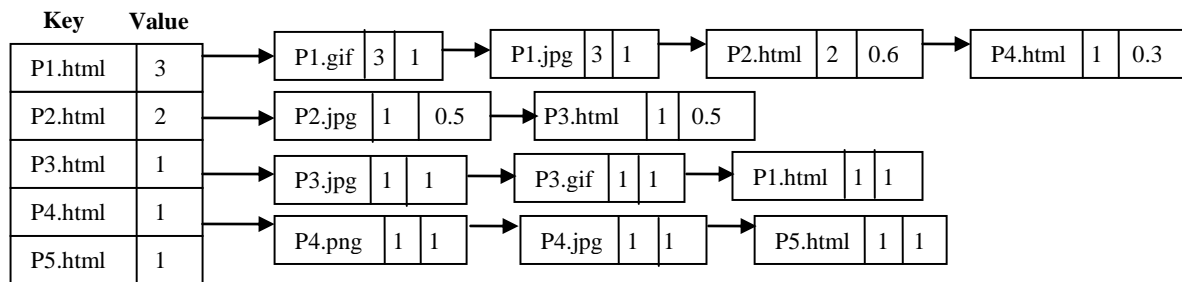 Key Value
P1.html 3 P1.gif 3 1 P1.jpg 3 1 P2.html 2 0.6 P4.html 1 0.3
P2.html 2 P2.jpg 1 0.5 P3.html 1 0.5
P3.html 1 P3.jpg 1 1 P3.gif 1 1 P1.html 1 1
P4.html 1 P4.png 1 1 P4.jpg 1 1 P5.html 1 1
P5.html 1